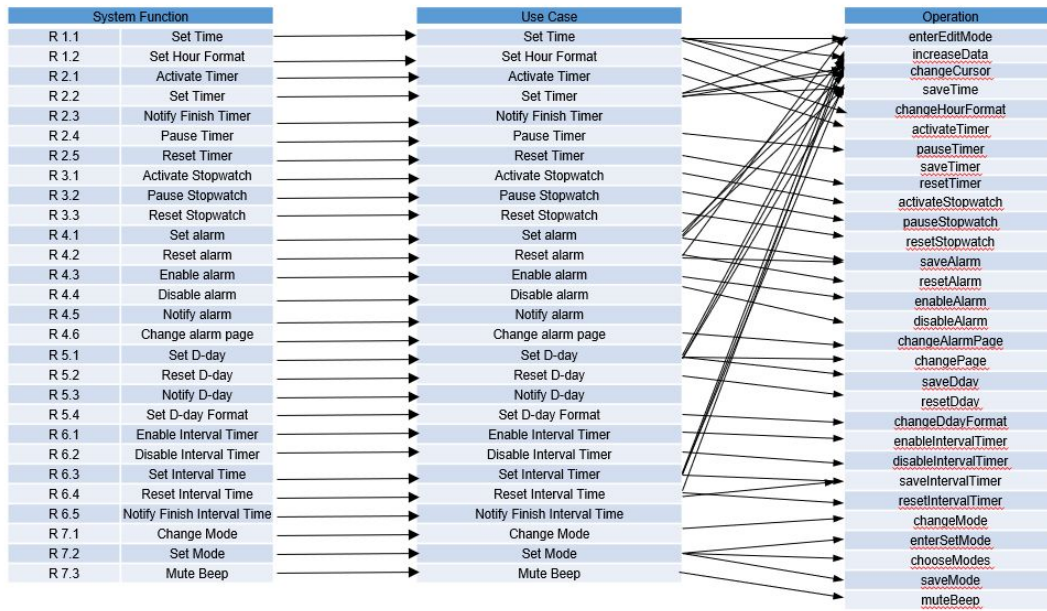 System Function Use Case Operation
R 1.1 Set Time Set Time enterEditMode
R 1.2 Set Hour Format Set Hour Format increaseData
R 2.1 Activate Timer Activate Timer changeCursor
R 2.2 Set Timer Set Timer saveTime
R 2.3 Notify Finish Timer Notify Finish Timer changeHourFormat
R 2.4 Pause Timer Pause Timer activateTimer
R 2.5 Reset Timer Reset Timer pauseTimer
saveTimer
R 3.1 Activate Stopwatch Activate Stopwatch resetTimer
R 3.2 Pause Stopwatch Pause Stopwatch activateStopwatch
R 3.3 Reset Stopwatch Reset Stopwatch pauseStopwatch
R 4.1 Set alarm Set alarm resetStopwatch
R 4.2 Reset alarm Reset alarm saveAlarm
R 4.3 Enable alarm Enable alarm resetAlarm
R 4.4 Disable alarm Disable alarm enableAlarm
R 4.5 Notify alarm Notify alarm disableAlarm
R 4.6 Change alarm page Change alarm page changeAlarmPage
R 5.1 Set D-day Set D-day changePage
R 5.2 Reset D-day Reset D-day saveDday
R 5.3 Notify D-day Notify D-day resetDday
R 5.4 Set D-day Format Set D-day Format changeDdayFormat
R 6.1 Enable Interval Timer Enable Interval Timer enableIntervalTimer
R 6.2 Disable Interval Timer Disable Interval Timer disableIntervalTimer
R 6.3 Set Interval Time Set Interval Timer saveIntervalTimer
R 6.4 Reset Interval Time Reset Interval Time resetIntervalTimer
R 6.5 Notify Finish Interval Time Notify Finish Interval Time changeMode
R 7.1 Change Mode Change Mode enterSetMode
R 7.2 Set Mode Set Mode chooseModes
R 7.3 Mute Beep Mute Beep saveMode
muteBeep